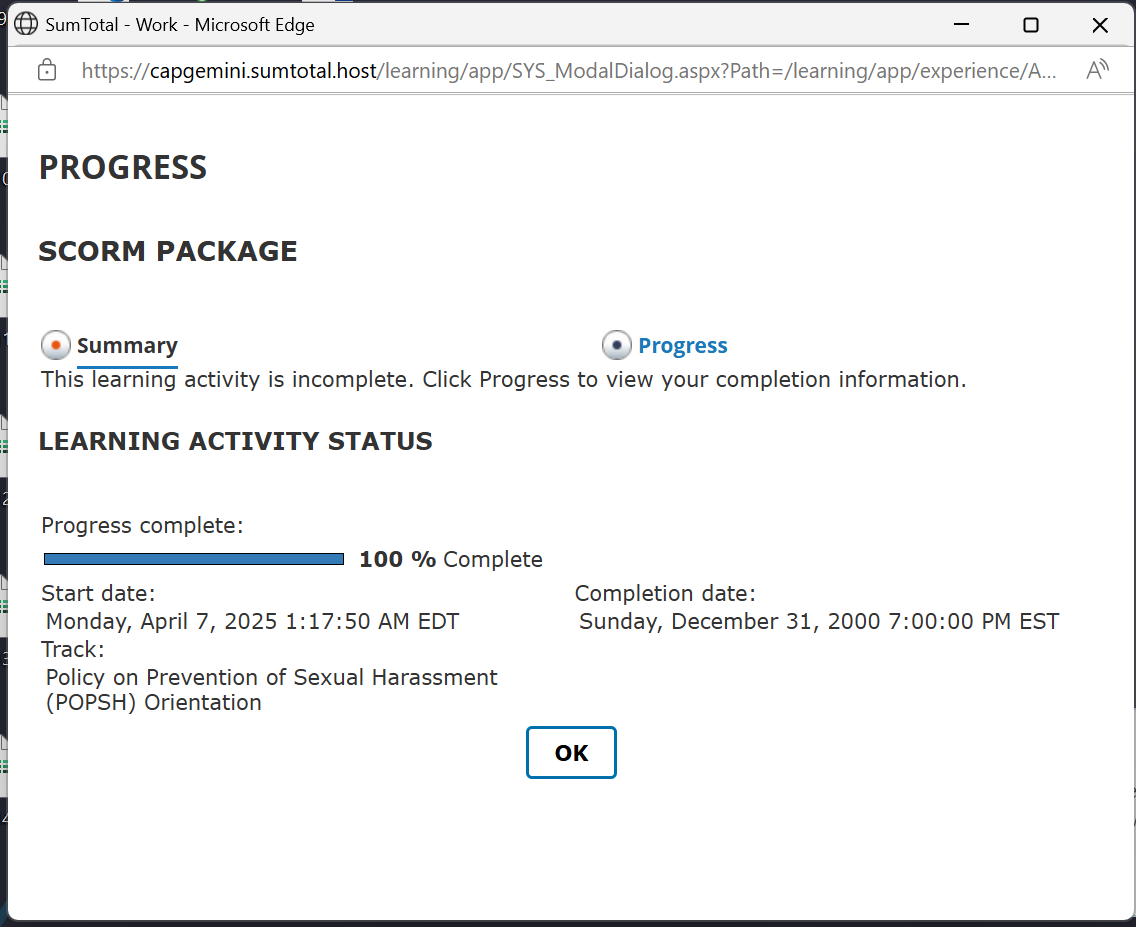 SumTotal - Work - Microsoft Edge
https://capgemini.sumtotal.host/learning/app/SYS_ModalDialog.aspx?Path=/learning/app/experience/A...
PROGRESS
SCORM PACKAGE
Summary
Progress
This learning activity is incomplete. Click Progress to view your completion information.
LEARNING ACTIVITY STATUS
Progress complete:
100 % Complete
Start date:
Completion date:
Monday, April 7, 2025 1:17:50 AM EDT
Sunday, December 31, 2000 7:00:00 PM EST
Track:
Policy on Prevention of Sexual Harassment
(POPSH) Orientation
OK